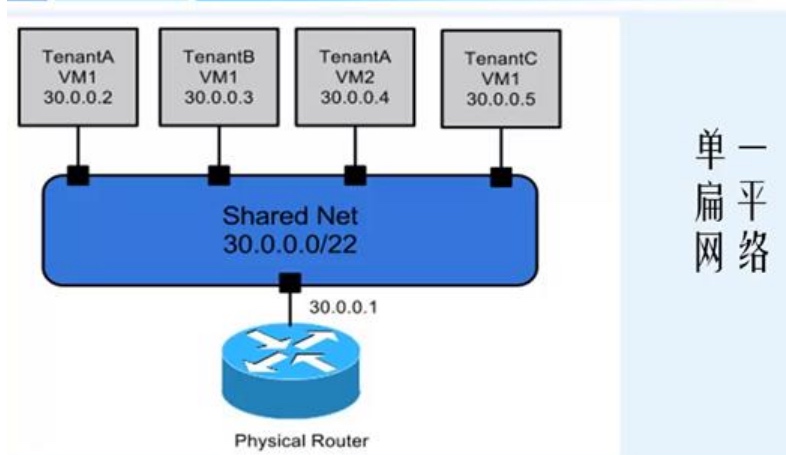 TenantA
VM1
30.0.0.2
TenantB
VM1
30.0.0.3
TenantA
VM2
30.0.0.4
TenantC
VM1
30.0.0.5
Shared Net
30.0.0.0/22
30.0.0.1
Physical Router
单一
扁平
网络